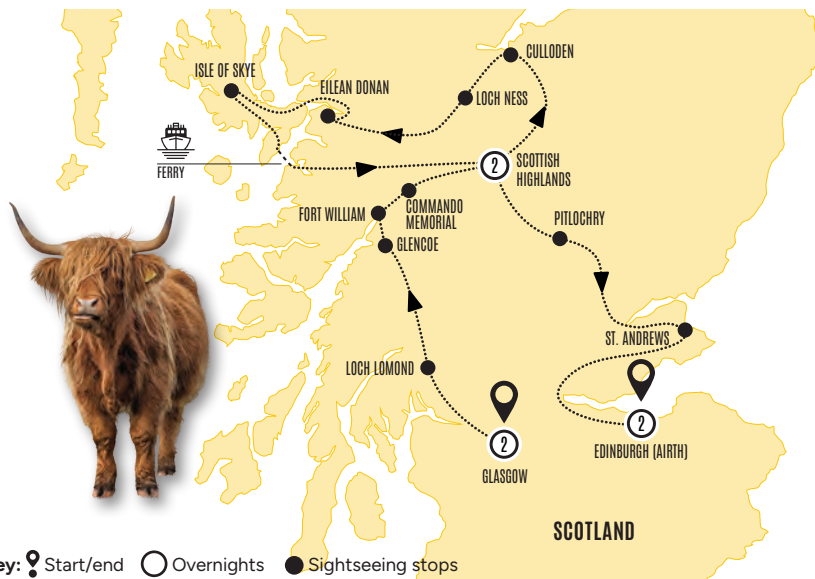 CULLODEN
ISLE OF SKYE
EILEAN DONAN
LOCH NESS
2
SCOTTISH
HIGHLANDS
FERRY
COMMANDO
MEMORIAL
FORT WILLIAM
PITLOCHRY
GLENCOE
ST. ANDREWS
LOCH LOMOND
2
EDINBURGH (AIRTH)
2
GLASGOW
SCOTLAND
ey: Start/end Overnights Sightseeing stops